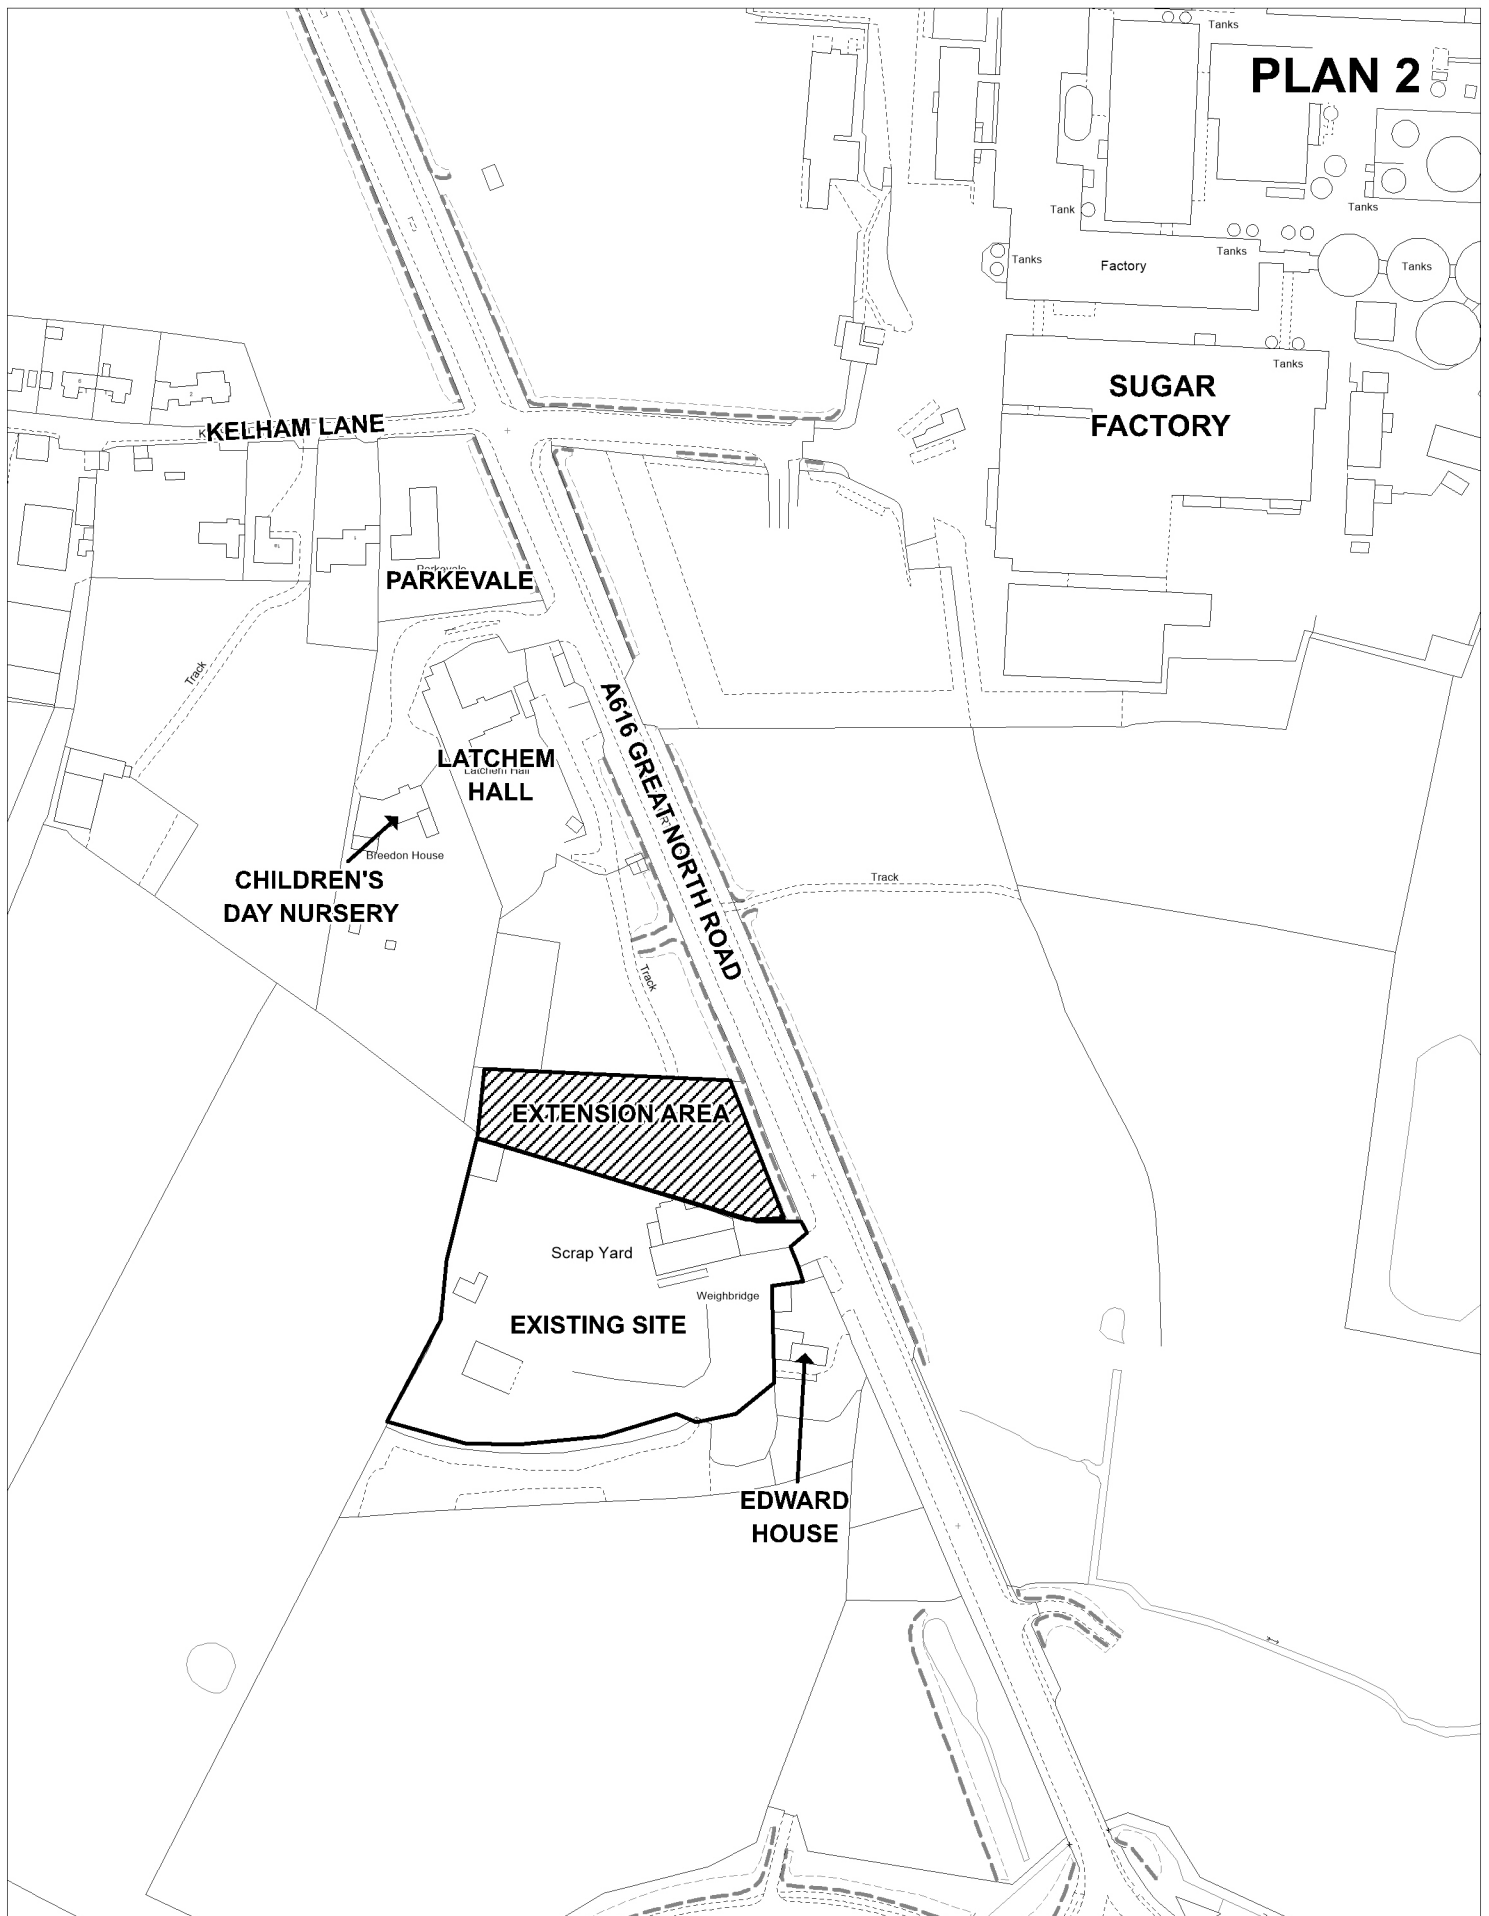 Tanks
PLAN 2
Tank
Tanks
Tanks
Tanks
Factory
Tanks
Tanks
SUGAR
FACTORY
KELHAM LANE
PARKEVALE
Track
A616 GREAT NORTH ROAD
LATCHEM
HALL
Latchem Hall
Breedon House
CHILDREN'S
DAY NURSERY
Track
Track
EXTENSION AREA
Scrap Yard
Weighbridge
EXISTING SITE
EDWARD
HOUSE